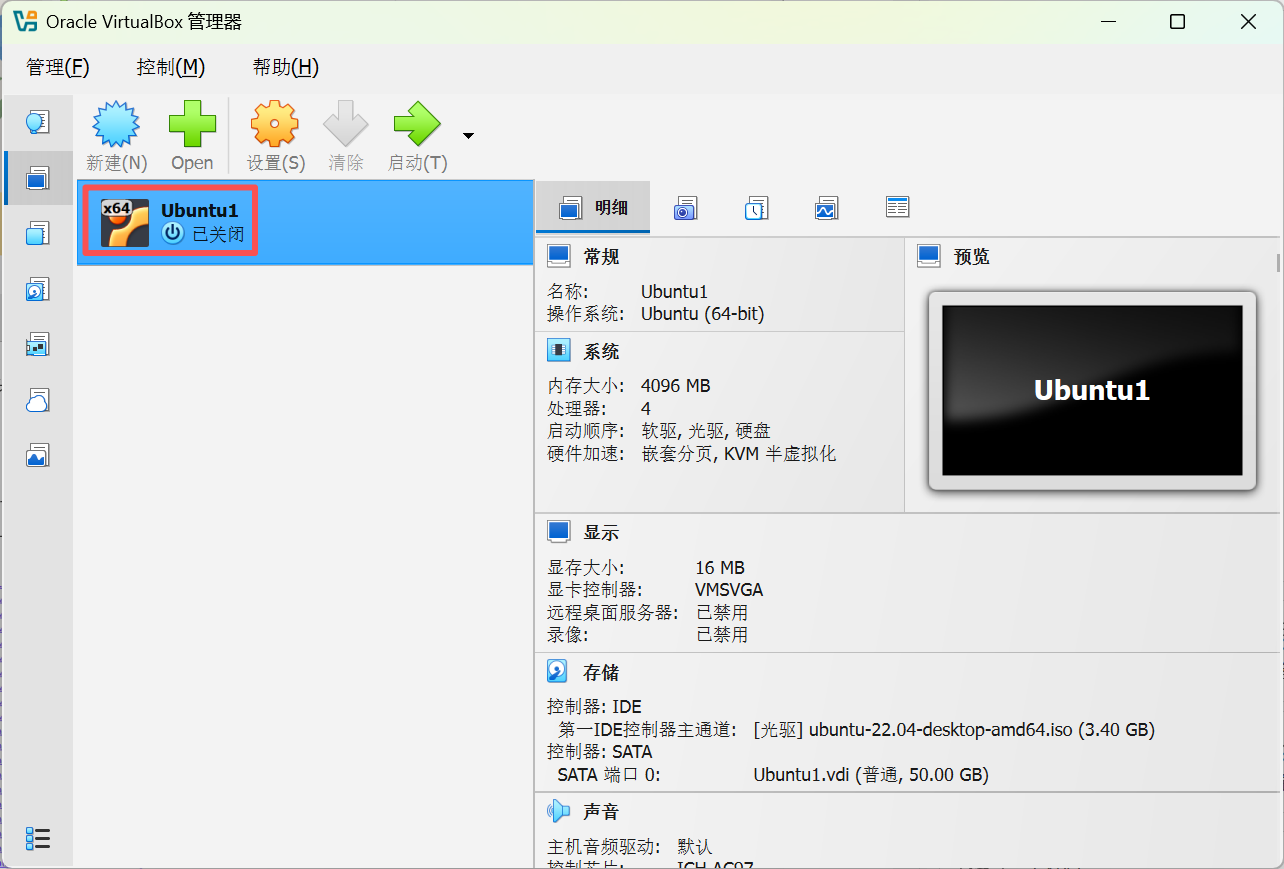 Oracle VirtualBox 管理器
管理(F) 控制(M) 帮助(H)
新建(N) Open 设置(S) 清除 启动(T)
x64
Ubuntu1
已关闭
明细
常规
名称: Ubuntu1
操作系统: Ubuntu (64-bit)
系统
内存大小: 4096 MB
处理器: 4
启动顺序: 软驱, 光驱, 硬盘
硬件加速: 嵌套分页, KVM 半虚拟化
预览
Ubuntu1
显示
显存大小: 16 MB
显卡控制器: VMSVGA
远程桌面服务器: 已禁用
录像: 已禁用
存储
控制器: IDE
第一IDE控制器主通道: [光驱] ubuntu-22.04-desktop-amd64.iso (3.40 GB)
控制器: SATA
SATA 端口 0: Ubuntu1.vdi (普通, 50.00 GB)
声音
主机音频驱动: 默认
控制芯片: ICH AC97